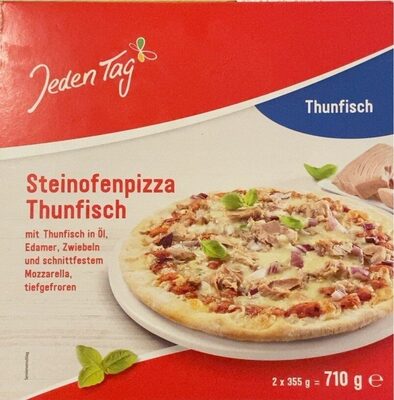 Jeden Tag
Thunfisch
Steinofenpizza
Thunfisch
mit Thunfisch in Öl,
Edamer, Zwiebeln
und schnittfestem
Mozzarella,
tiefgefroren
2 x 355 g = 710 g ℮